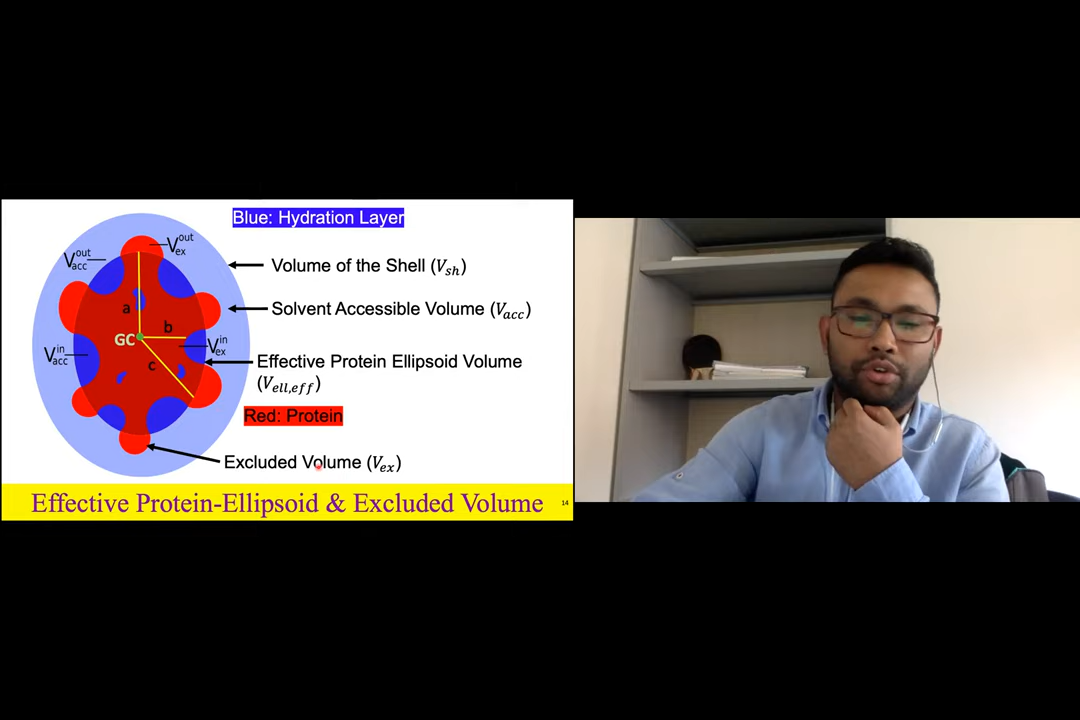 Blue: Hydration Layer
V_ex^out
V_acc^out
Volume of the Shell (V_sh)
a
Solvent Accessible Volume (V_acc)
b
GC
V_ex^in
V_acc^in
c
Effective Protein Ellipsoid Volume
(V_ell,eff)
Red: Protein
Excluded Volume (V_ex)
Effective Protein-Ellipsoid & Excluded Volume
14